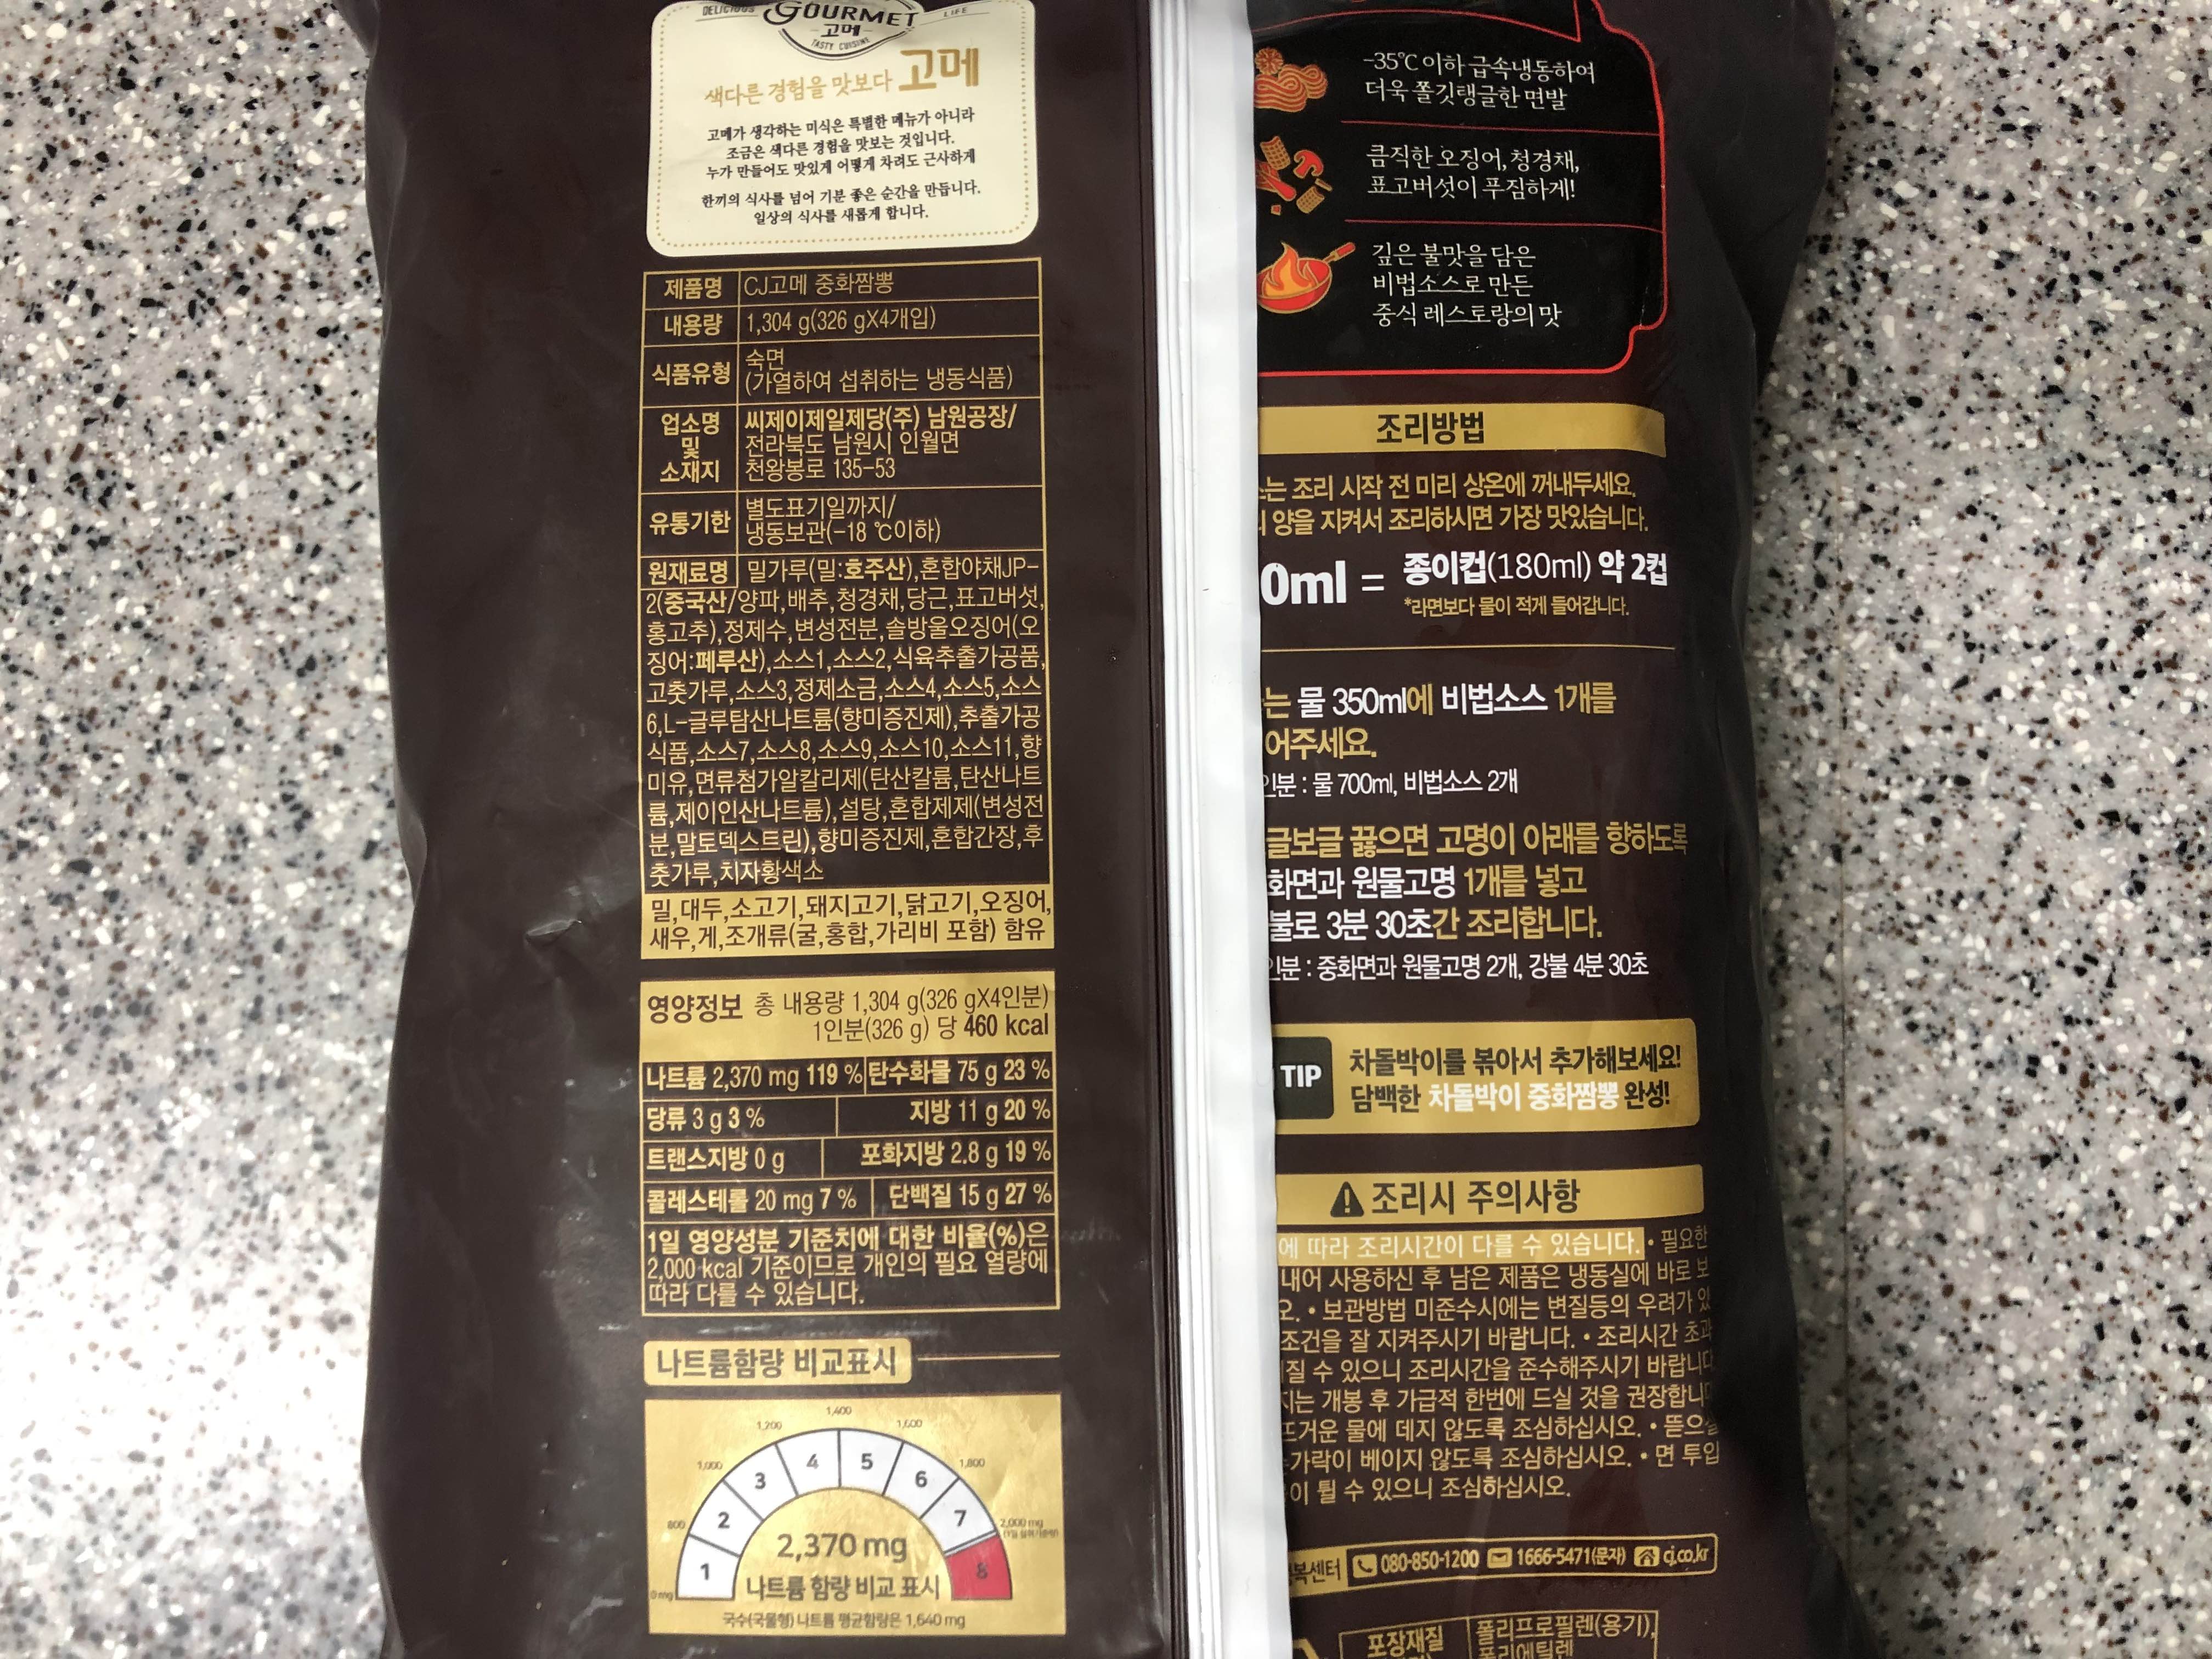 DELICIOUS GOURMET LIFE
고메
TASTY CUISINE
색다른 경험을 맛보다 고메
고메가 생각하는 미식은 특별한 메뉴가 아니라
조금은 색다른 경험을 맛보는 것입니다.
누가 만들어도 맛있게 어떻게 차려도 근사하게
한끼의 식사를 넘어 기분 좋은 순간을 만듭니다.
일상의 식사를 새롭게 합니다.
제품명 CJ고메 중화짬뽕
내용량 1,304 g(326 gX4개입)
식품유형 숙면
(가열하여 섭취하는 냉동식품)
업소명 및 소재지 씨제이제일제당(주) 남원공장/
전라북도 남원시 인월면
천왕봉로 135-53
유통기한 별도표기일까지/
냉동보관(-18 ℃이하)
원재료명 밀가루(밀:호주산),혼합야채JP-
2(중국산/양파,배추,청경채,당근,표고버섯,
홍고추),정제수,변성전분,솔방울오징어(오
징어:페루산),소스1,소스2,식육추출가공품,
고춧가루,소스3,정제소금,소스4,소스5,소스
6,L-글루탐산나트륨(향미증진제),추출가공
식품,소스7,소스8,소스9,소스10,소스11,향
미유,면류첨가알칼리제(탄산칼륨,탄산나트
륨,제이인산나트륨),설탕,혼합제제(변성전
분,말토덱스트린),향미증진제,혼합간장,후
춧가루,치자황색소
밀,대두,소고기,돼지고기,닭고기,오징어,
새우,게,조개류(굴,홍합,가리비 포함) 함유
영양정보 총 내용량 1,304 g(326 gX4인분)
1인분(326 g) 당 460 kcal
나트륨 2,370 mg 119 % 탄수화물 75 g 23 %
당류 3 g 3 % 지방 11 g 20 %
트랜스지방 0 g 포화지방 2.8 g 19 %
콜레스테롤 20 mg 7 % 단백질 15 g 27 %
1일 영양성분 기준치에 대한 비율(%)은
2,000 kcal 기준이므로 개인의 필요 열량에
따라 다를 수 있습니다.
나트륨함량 비교표시
0 mg 800 1,000 1,200 1,400 1,600 1,800 2,000 mg
1 2 3 4 5 6 7 8
2,370 mg
나트륨 함량 비교 표시
국수(국물형) 나트륨 평균함량은 1,640 mg
-35℃ 이하 급속냉동하여
더욱 쫄깃탱글한 면발
큼직한 오징어, 청경채,
표고버섯이 푸짐하게!
깊은 불맛을 담은
비법소스로 만든
중식 레스토랑의 맛
조리방법
는 조리 시작 전 미리 상온에 꺼내두세요.
양을 지켜서 조리하시면 가장 맛있습니다.
0ml = 종이컵(180ml) 약 2컵
*라면보다 물이 적게 들어갑니다.
는 물 350ml에 비법소스 1개를
어주세요.
인분 : 물 700ml, 비법소스 2개
글보글 끓으면 고명이 아래를 향하도록
화면과 원물고명 1개를 넣고
불로 3분 30초간 조리합니다.
인분 : 중화면과 원물고명 2개, 강불 4분 30초
TIP 차돌박이를 볶아서 추가해보세요!
담백한 차돌박이 중화짬뽕 완성!
조리시 주의사항
에 따라 조리시간이 다를 수 있습니다. • 필요한
내어 사용하신 후 남은 제품은 냉동실에 바로 보
오. • 보관방법 미준수시에는 변질등의 우려가 있
조건을 잘 지켜주시기 바랍니다. • 조리시간 초과
질 수 있으니 조리시간을 준수해주시기 바랍니다
지는 개봉 후 가급적 한번에 드실 것을 권장합니다
뜨거운 물에 데지 않도록 조심하십시오. • 뜯으실
가락이 베이지 않도록 조심하십시오. • 면 투입
이 튈 수 있으니 조심하십시오.
복센터 080-850-1200 1666-5471(문자) cj.co.kr
포장재질 폴리프로필렌(용기),
폴리에틸렌